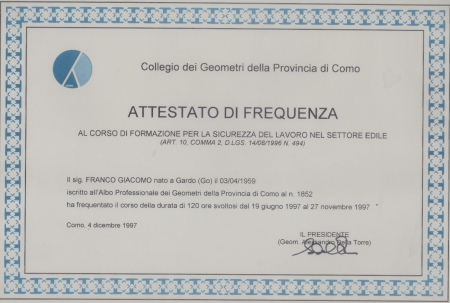 Collegio dei Geometri della Provincia di Como
ATTESTATO DI FREQUENZA
AL CORSO DI FORMAZIONE PER LA SICUREZZA DEL LAVORO NEL SETTORE EDILE
(ART. 10, COMMA 2, D.LGS. 14/08/1996 N. 494)
Il sig. FRANCO GIACOMO nato a Gardo (Go) il 03/04/1959
iscritto all'Albo Professionale dei Geometri della Provincia di Como al n. 1852
ha frequentato il corso della durata di 120 ore svoltosi dal 19 giugno 1997 al 27 novembre 1997
Como, 4 dicembre 1997
IL PRESIDENTE
(Geom. Alessandro Della Torre)